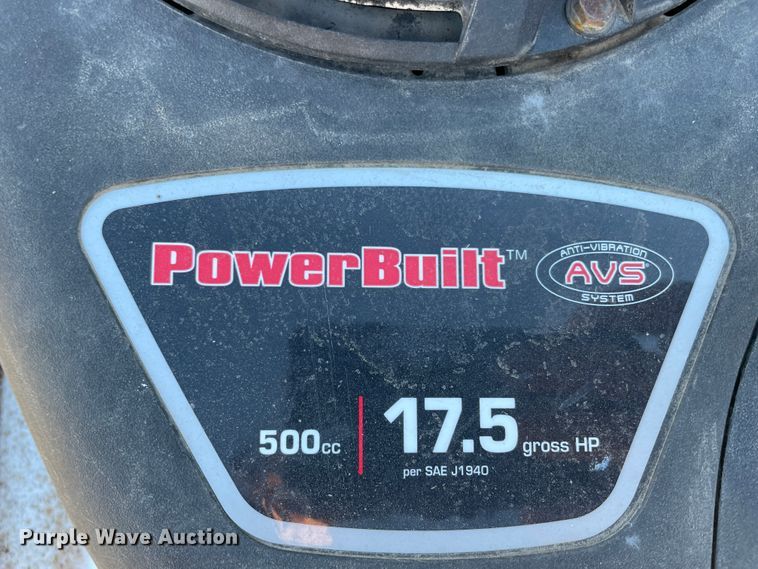 PowerBuilt™
ANTI-VIBRATION
AVS®
SYSTEM
500cc
17.5 gross HP
per SAE J1940
Purple Wave Auction